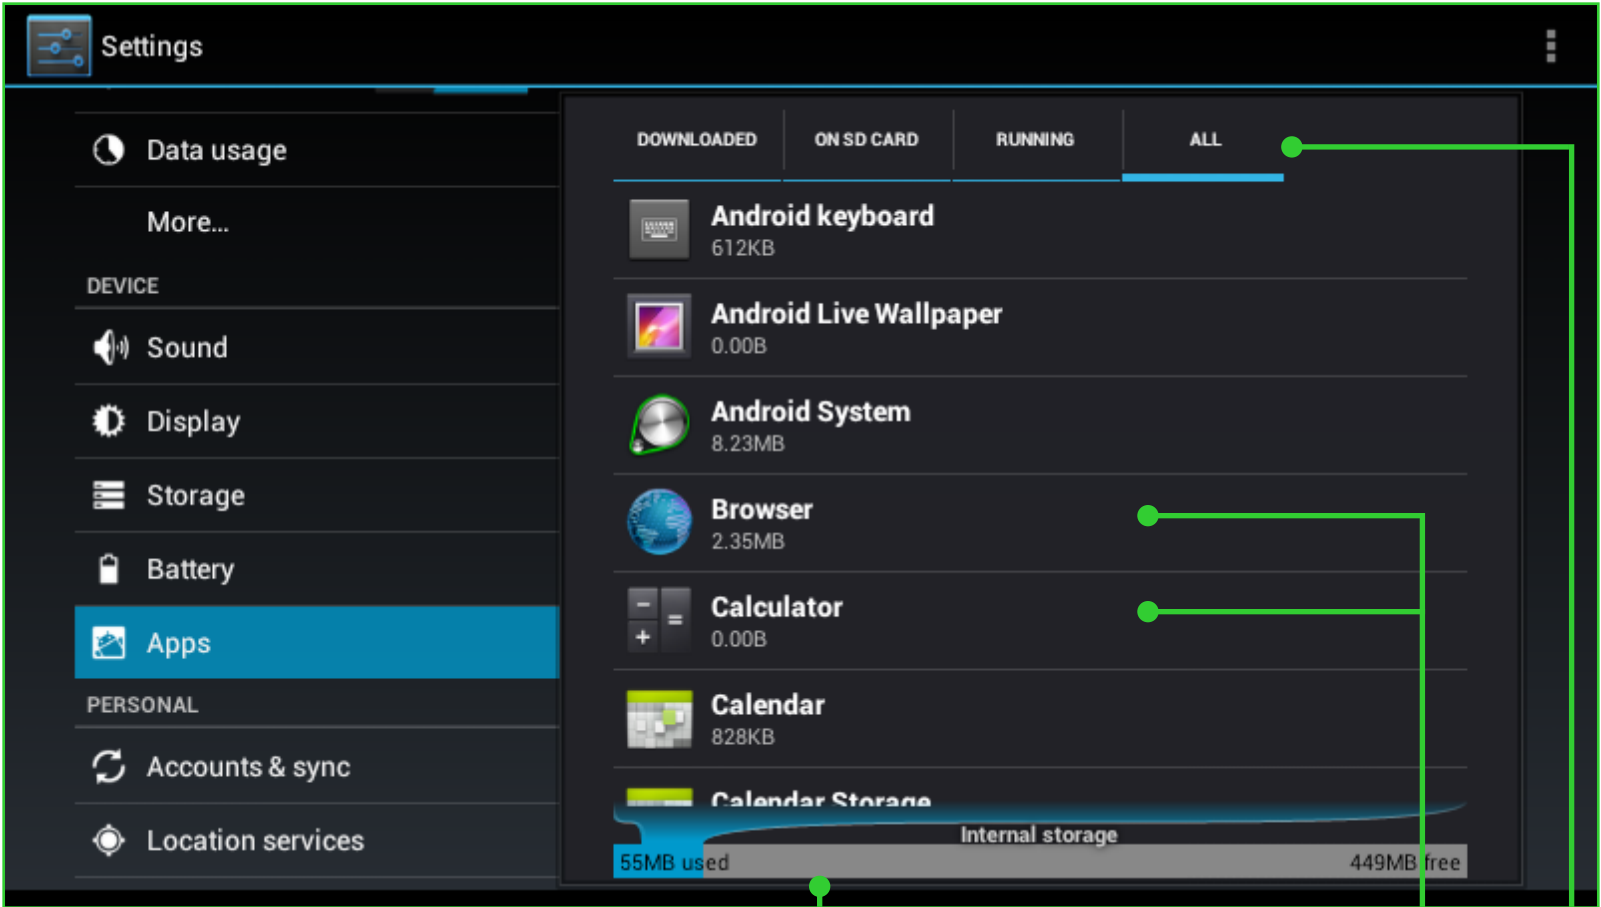 Settings
Data usage
More...
DEVICE
Sound
Display
Storage
Battery
Apps
PERSONAL
Accounts & sync
Location services
DOWNLOADED
ON SD CARD
RUNNING
ALL
Android keyboard
612KB
Android Live Wallpaper
0.00B
Android System
8.23MB
Browser
2.35MB
Calculator
0.00B
Calendar
828KB
Calendar Storage
Internal storage
55MB used
449MB free